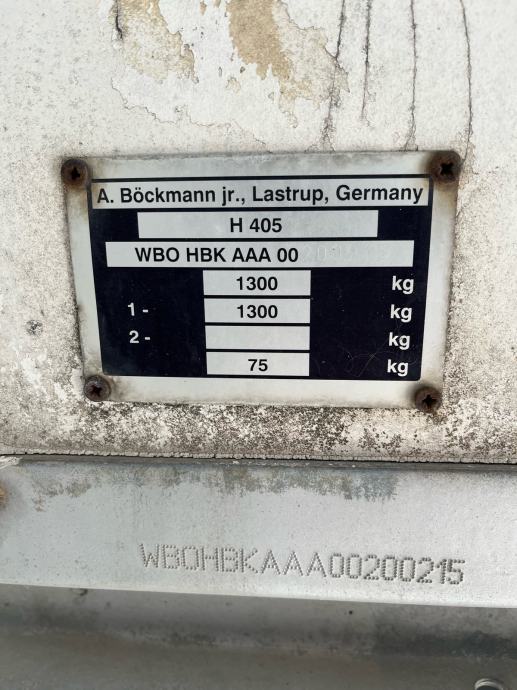 A. Böckmann jr., Lastrup, Germany
H 405
WBO HBK AAA 00
1300 kg
1 - 1300 kg
2 - kg
75 kg
WBOHBKAAA00200215